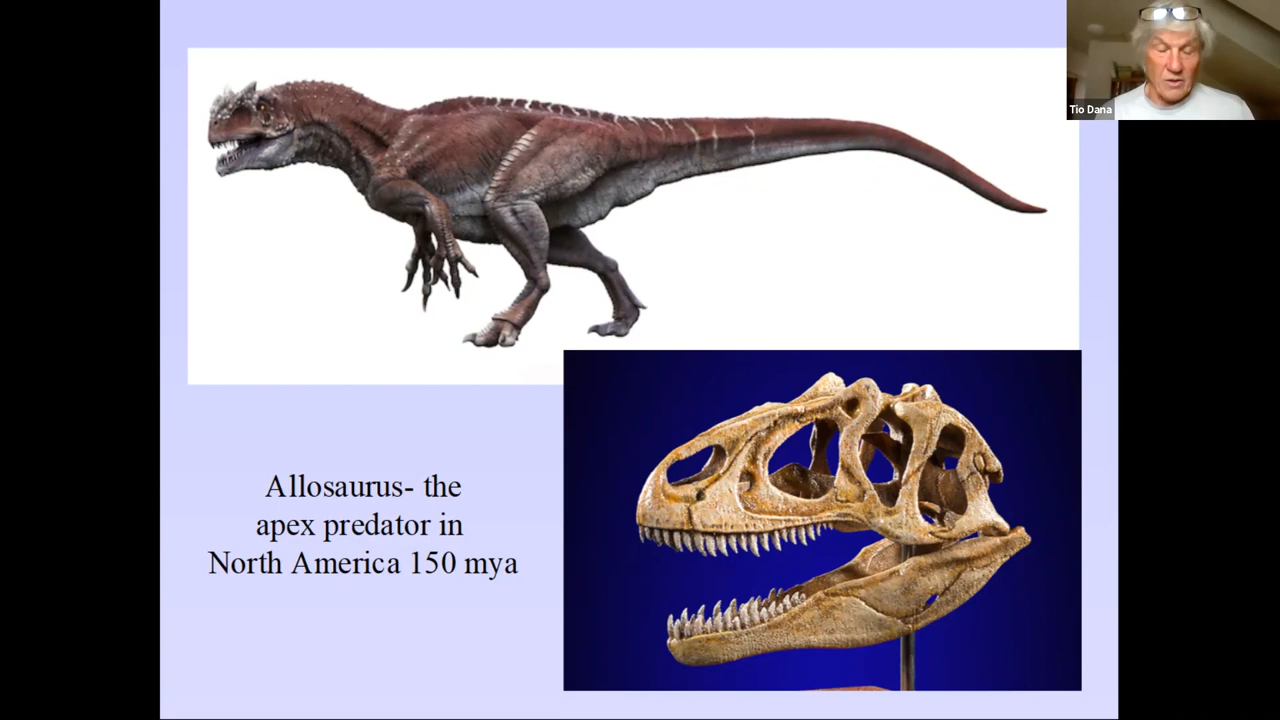 Tio Dana
Allosaurus- the
apex predator in
North America 150 mya